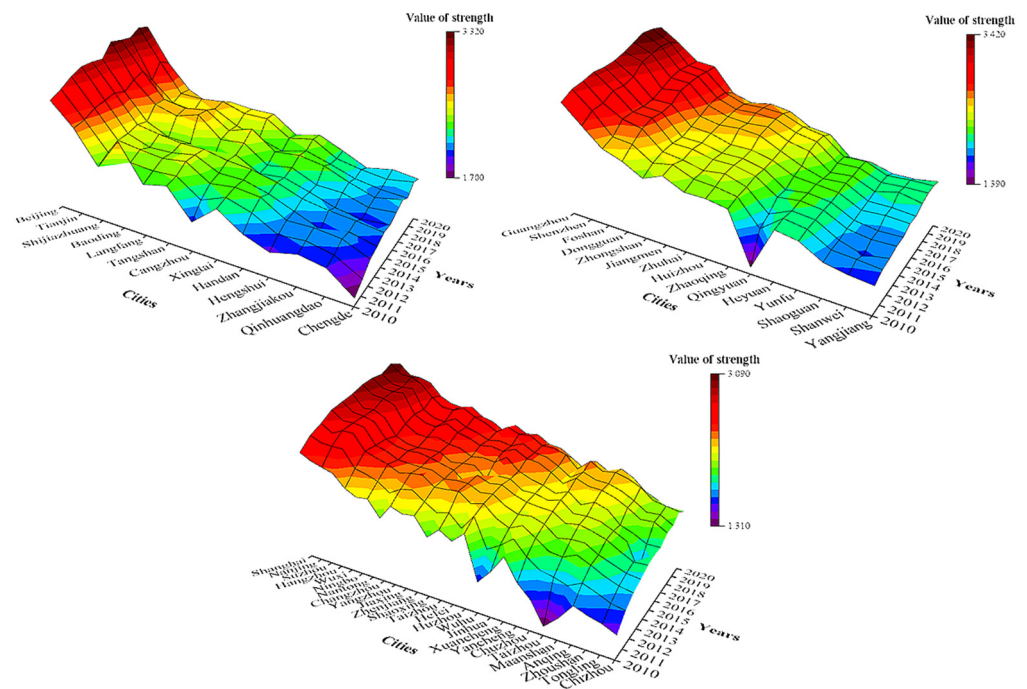 Value of strength
3 320
1 700
Beijing
Tianjin
Shijiazhuang
Baoding
Langfang
Tangshan
Cangzhou
Xingtai
Handan
Hengshui
Zhangjiakou
Qinhuangdao
Chengde
Cities
2020
2019
2018
2017
2016
2015
2014
2013
2012
2011
2010
Years
Value of strength
3 420
1 390
Guangzhou
Shenzhen
Foshan
Dongguan
Zhongshan
Jiangmen
Zhuhai
Huizhou
Zhaoqing
Qingyuan
Heyuan
Yunfu
Shaoguan
Shanwei
Yangjiang
Cities
2020
2019
2018
2017
2016
2015
2014
2013
2012
2011
2010
Years
Value of strength
3 090
1 310
Shanghai
Nanjing
Suzhou
Hangzhou
Wuxi
Ningbo
Nantong
Changzhou
Yangzhou
Jiaxing
Zhenjiang
Shaoxing
Taizhou
Hefei
Huzhou
Wuhu
Jinhua
Xuancheng
Yancheng
Chuzhou
Taizhou
Maanshan
Anqing
Zhoushan
Tongling
Chizhou
Cities
2020
2019
2018
2017
2016
2015
2014
2013
2012
2011
2010
Years